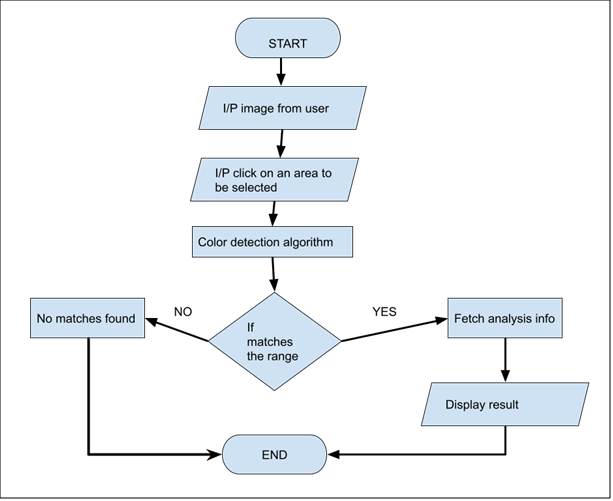 START
I/P image from user
I/P click on an area to
be selected
Color detection algorithm
NO
YES
No matches found
If
matches
the range
Fetch analysis info
Display result
END